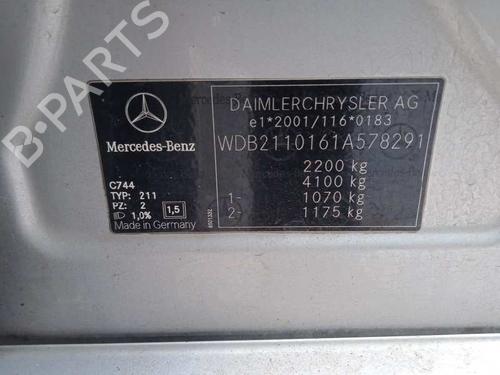 B-PARTS
Mercedes-Benz
DAIMLERCHRYSLER AG
e1*2001/116*0183
WDB2110161A578291
2200 kg
4100 kg
1- 1070 kg
2- 1175 kg
C744
TYP: 211
PZ: 2
1,0% 1,5
Made in Germany